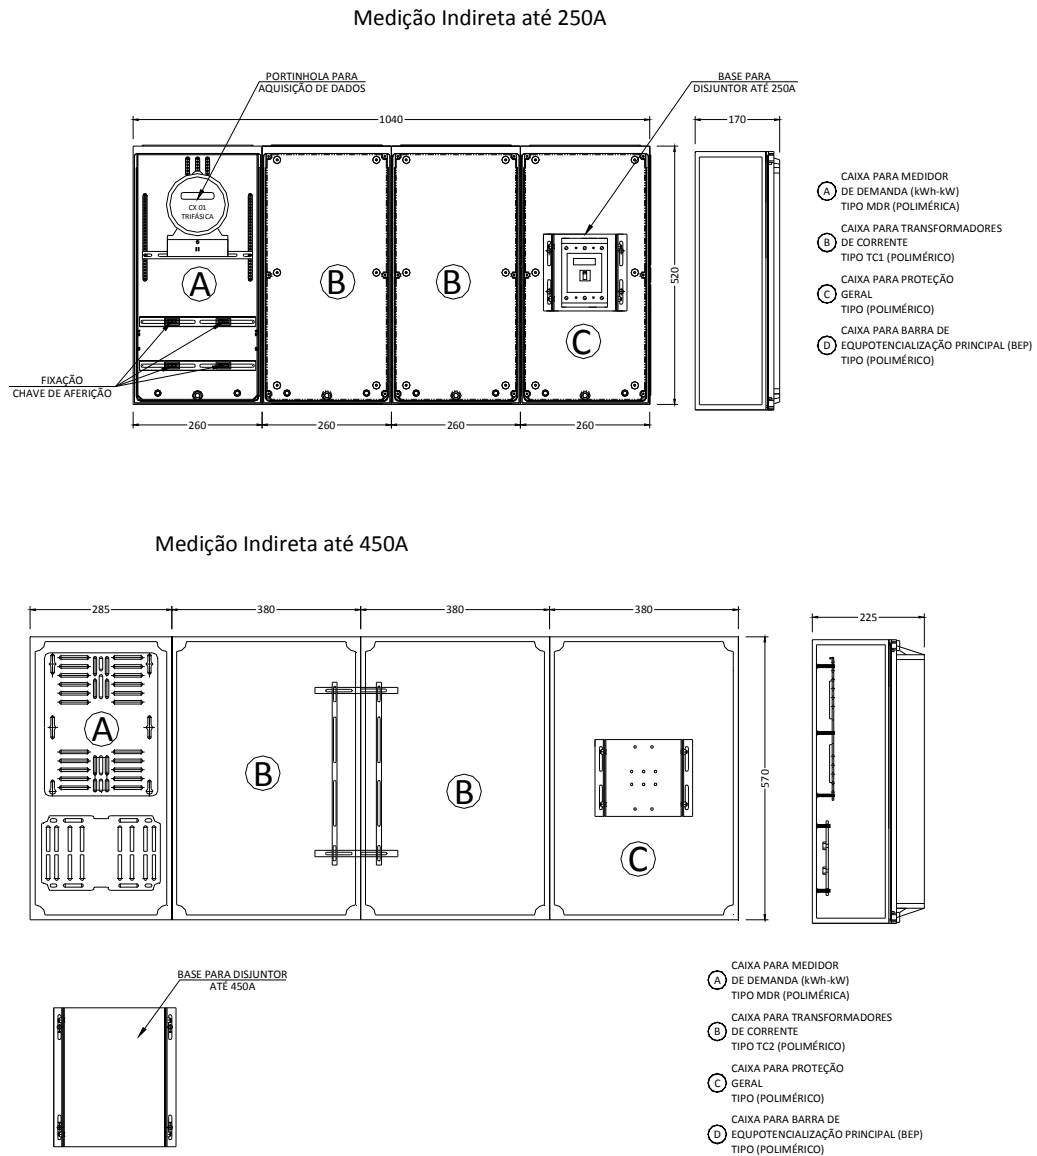 Medição Indireta até 250A
PORTINHOLA PARA
AQUISIÇÃO DE DADOS
BASE PARA
DISJUNTOR ATÉ 250A
1040
170
CX 01
TRIFÁSICA
A
B
B
C
520
FIXAÇÃO
CHAVE DE AFERIÇÃO
260
260
260
260
CAIXA PARA MEDIDOR
A DE DEMANDA (kWh-kW)
TIPO MDR (POLIMÉRICA)
CAIXA PARA TRANSFORMADORES
B DE CORRENTE
TIPO TC1 (POLIMÉRICO)
CAIXA PARA PROTEÇÃO
C GERAL
TIPO (POLIMÉRICO)
CAIXA PARA BARRA DE
D EQUPOTENCIALIZAÇÃO PRINCIPAL (BEP)
TIPO (POLIMÉRICO)
Medição Indireta até 450A
285
380
380
380
225
A
B
B
C
570
BASE PARA DISJUNTOR
ATÉ 450A
CAIXA PARA MEDIDOR
A DE DEMANDA (kWh-kW)
TIPO MDR (POLIMÉRICA)
CAIXA PARA TRANSFORMADORES
B DE CORRENTE
TIPO TC2 (POLIMÉRICO)
CAIXA PARA PROTEÇÃO
C GERAL
TIPO (POLIMÉRICO)
CAIXA PARA BARRA DE
D EQUPOTENCIALIZAÇÃO PRINCIPAL (BEP)
TIPO (POLIMÉRICO)